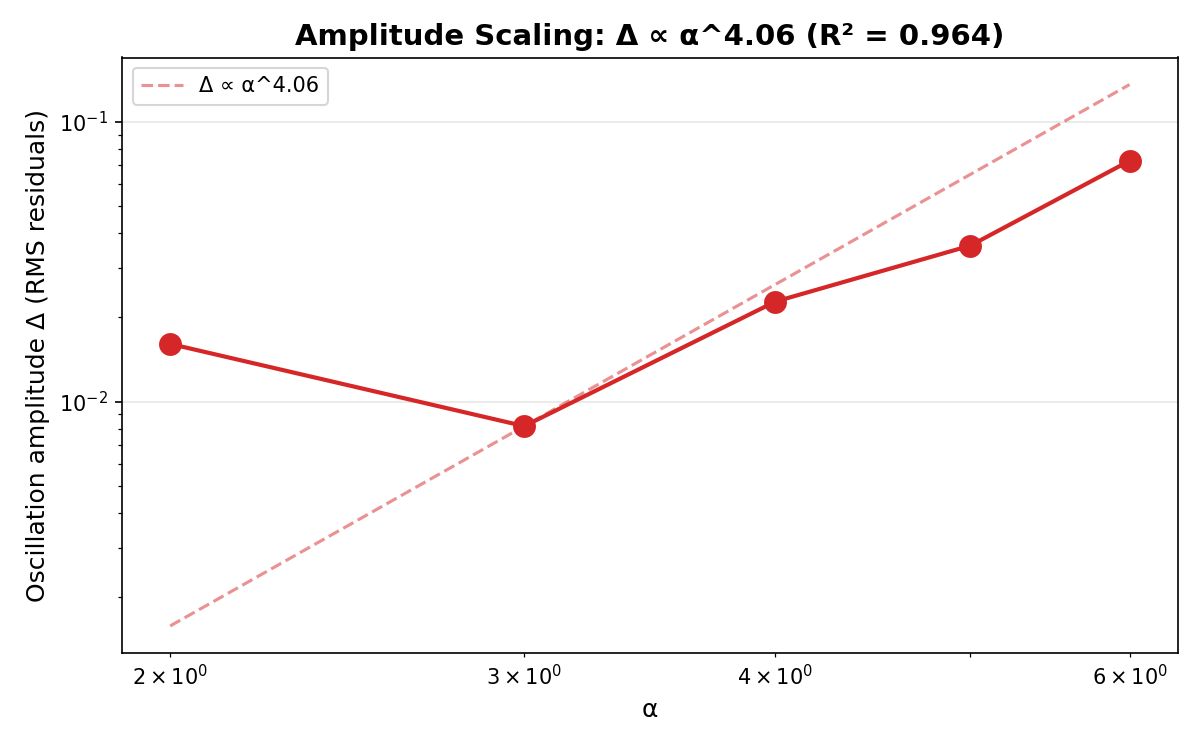 Amplitude Scaling: Δ ∝ α^4.06 (R² = 0.964)
Δ ∝ α^4.06
Oscillation amplitude Δ (RMS residuals)
10⁻¹
10⁻²
2 × 10⁰
3 × 10⁰
4 × 10⁰
6 × 10⁰
α